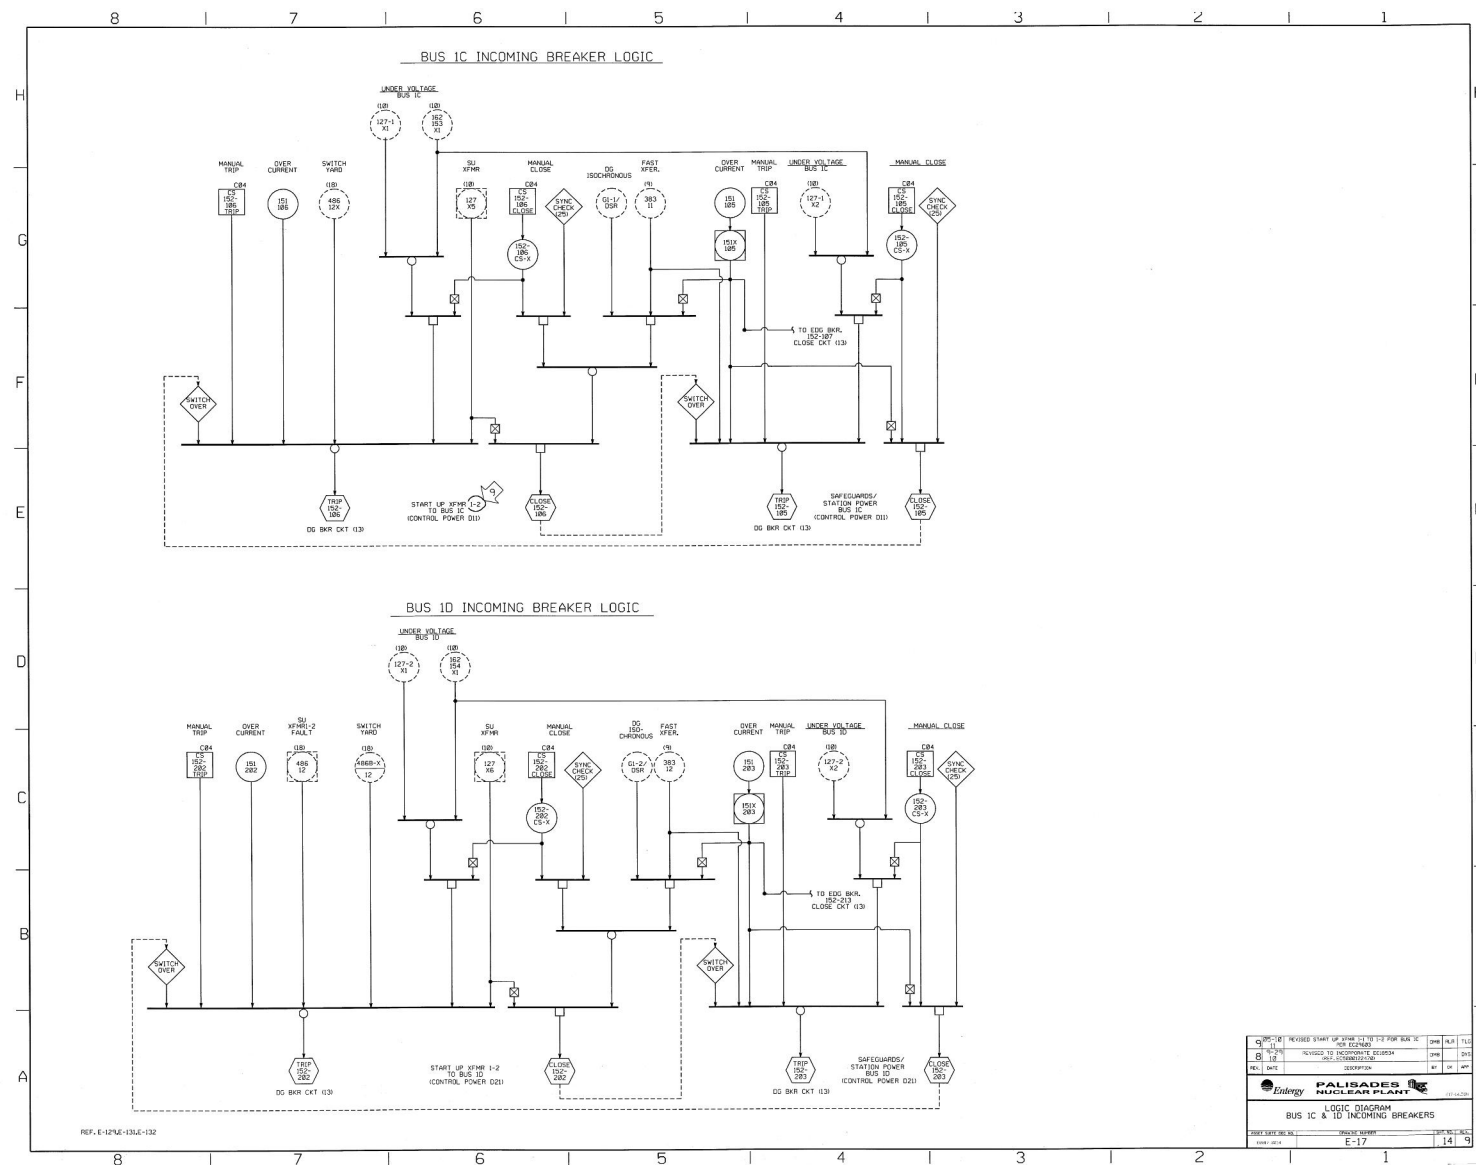 8 7 6 5 4 3 2 1
H
G
F
E
D
C
B
A
BUS 1C INCOMING BREAKER LOGIC
UNDER VOLTAGE
BUS 1C
(10) (10)
127-1
X1
162
153
X1
MANUAL
TRIP
C04
CS
152-
106
TRIP
OVER
CURRENT
151
106
SWITCH
YARD
(18)
486
12X
SU
XFMR
(10)
127
X5
MANUAL
CLOSE
C04
CS
152-
106
CLOSE
SYNC
CHECK
(25)
152-
106
CS-X
DG
ISOCHRONOUS
G1-1/
DSR
FAST
XFER.
(9)
383
11
OVER
CURRENT
151
105
151X
105
MANUAL
TRIP
C04
CS
152-
105
TRIP
UNDER VOLTAGE
BUS 1C
(10)
127-1
X2
MANUAL CLOSE
C04
CS
152-
105
CLOSE
SYNC
CHECK
(25)
152-
105
CS-X
TO EDG BKR.
152-107
CLOSE CKT (13)
SWITCH
OVER
SWITCH
OVER
TRIP
152-
106
DG BKR CKT (13)
START UP XFMR 1-2
TO BUS 1C
(CONTROL POWER D11)
9
CLOSE
152-
106
TRIP
152-
105
DG BKR CKT (13)
SAFEGUARDS/
STATION POWER
BUS 1C
(CONTROL POWER D11)
CLOSE
152-
105
BUS 1D INCOMING BREAKER LOGIC
UNDER VOLTAGE
BUS 1D
(10) (10)
127-2
X1
162
154
X1
MANUAL
TRIP
C04
CS
152-
202
TRIP
OVER
CURRENT
151
202
SU
XFMR1-2
FAULT
(18)
486
12
SWITCH
YARD
(18)
486B-X
12
SU
XFMR
(10)
127
X6
MANUAL
CLOSE
C04
CS
152-
202
CLOSE
SYNC
CHECK
(25)
152-
202
CS-X
DG
ISO-
CHRONOUS
G1-2/
DSR
FAST
XFER.
(9)
383
12
OVER
CURRENT
151
203
151X
203
MANUAL
TRIP
C04
CS
152-
203
TRIP
UNDER VOLTAGE
BUS 1D
(10)
127-2
X2
MANUAL CLOSE
C04
CS
152-
203
CLOSE
SYNC
CHECK
(25)
152-
203
CS-X
TO EDG BKR.
152-213
CLOSE CKT (13)
SWITCH
OVER
SWITCH
OVER
TRIP
152-
202
DG BKR CKT (13)
START UP XFMR 1-2
TO BUS 1D
(CONTROL POWER D21)
CLOSE
152-
202
TRIP
152-
203
DG BKR CKT (13)
SAFEGUARDS/
STATION POWER
BUS 1D
(CONTROL POWER D21)
CLOSE
152-
203
REF. E-129,E-131,E-132
9 05-10 11 REVISED START UP XFMR 1-1 TO 1-2 FOR BUS 1C
PER EC29603
8 REVISED TO INCORPORATE EC18534
REV. DATE DESCRIPTION BY CK APP
Entergy PALISADES
NUCLEAR PLANT
LOGIC DIAGRAM
BUS 1C & 1D INCOMING BREAKERS
DRAWING NUMBER
E-17 14 9
8 7 6 5 4 3 2 1